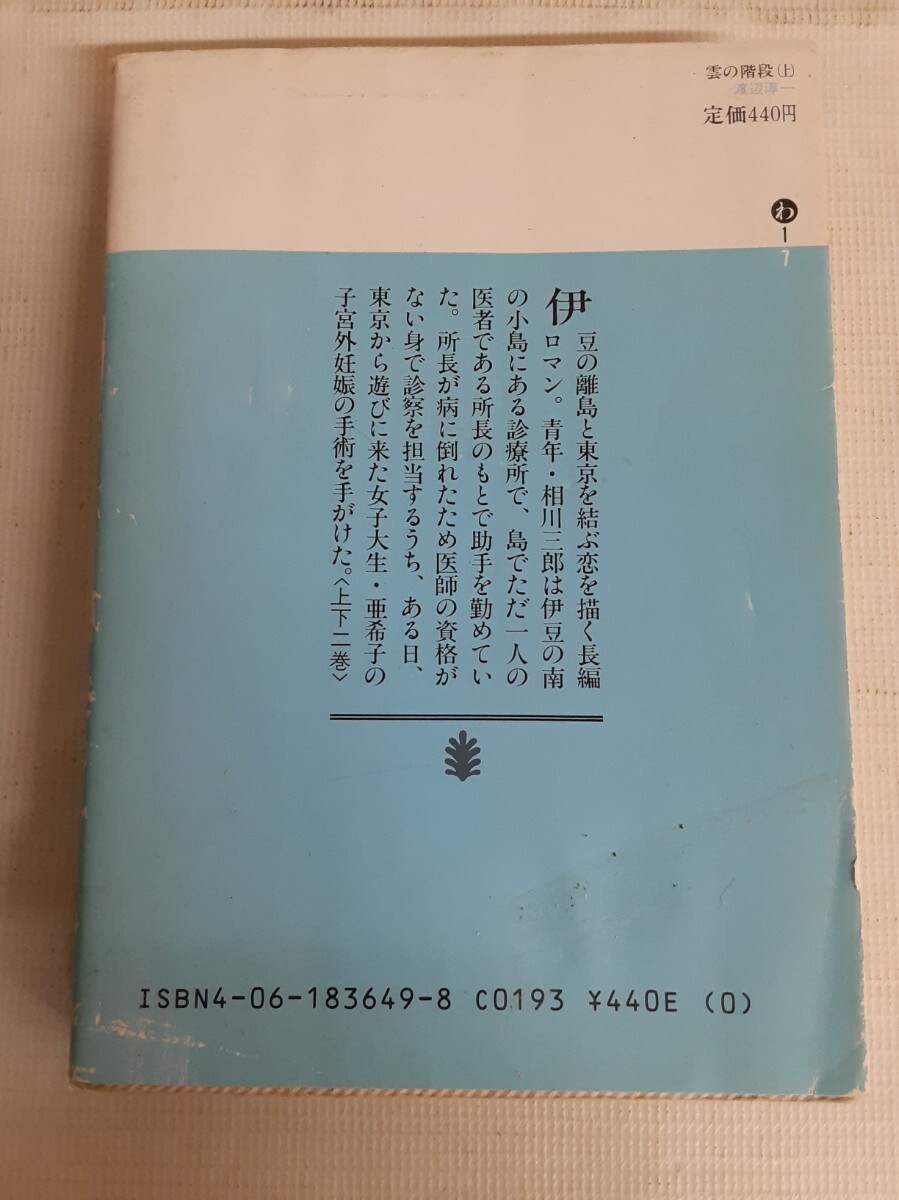 雲の階段(上)
渡辺淳一
定価440円
わ
1
7
伊豆の離島と東京を結ぶ恋を描く長編
ロマン。青年・相川三郎は伊豆の南
の小島にある診療所で、島でただ一人の
医者である所長のもとで助手を勤めてい
た。所長が病に倒れたため医師の資格が
ない身で診察を担当するうち、ある日、
東京から遊びに来た女子大生・亜希子の
子宮外妊娠の手術を手がけた。〈上下二巻〉
ISBN4-06-183649-8 C0193 ¥440E (0)